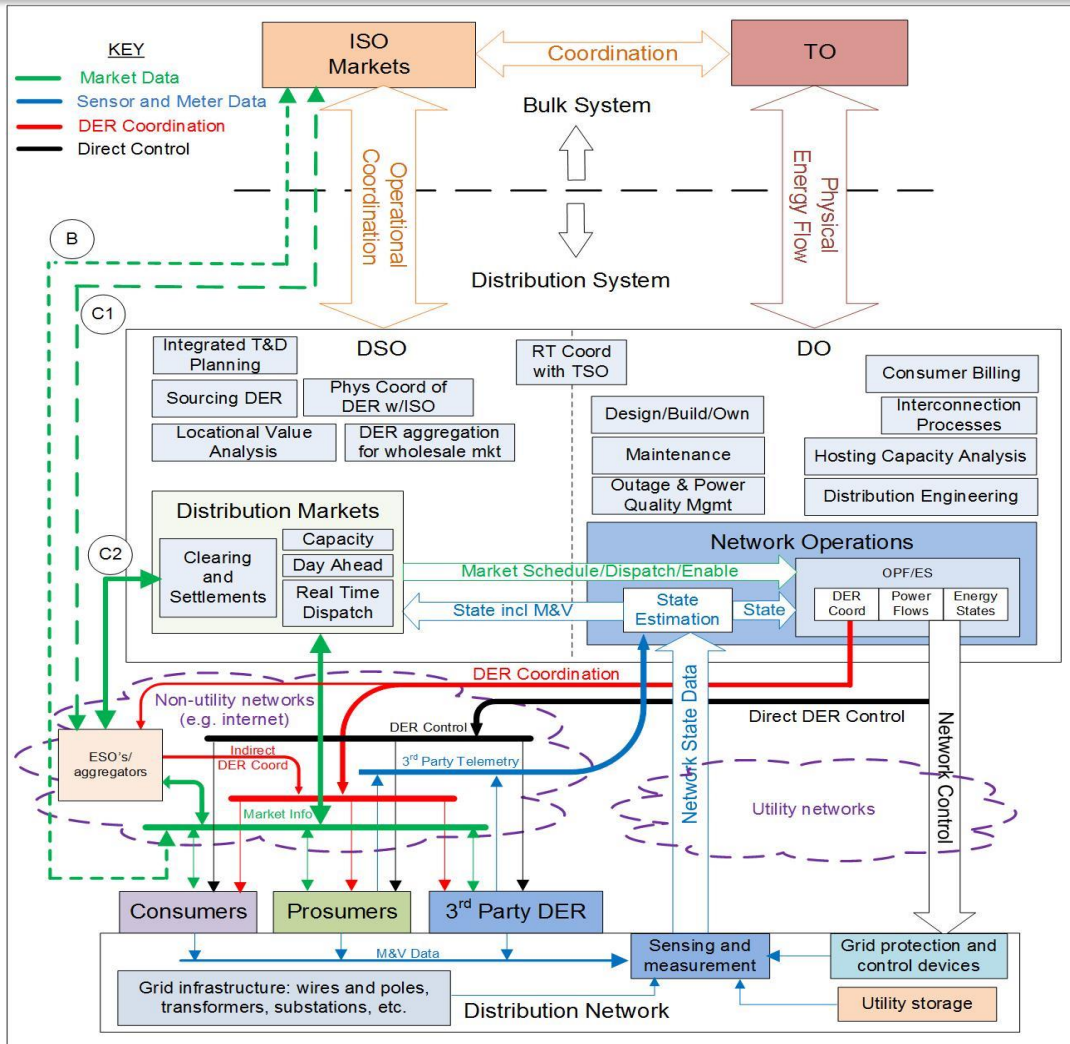 KEY
Market Data
Sensor and Meter Data
DER Coordination
Direct Control
ISO
Markets
Coordination
TO
Bulk System
Operational
Coordination
Physical
Energy Flow
Distribution System
B
C1
C2
DSO
Integrated T&D
Planning
Sourcing DER
Phys Coord of
DER w/ISO
Locational Value
Analysis
DER aggregation
for wholesale mkt
RT Coord
with TSO
DO
Consumer Billing
Design/Build/Own
Interconnection
Processes
Maintenance
Hosting Capacity Analysis
Outage & Power
Quality Mgmt
Distribution Engineering
Distribution Markets
Clearing
and
Settlements
Capacity
Day Ahead
Real Time
Dispatch
Market Schedule/Dispatch/Enable
State incl M&V
Network Operations
State
Estimation
State
OPF/ES
DER
Coord
Power
Flows
Energy
States
DER Coordination
Non-utility networks
(e.g. internet)
DER Control
Direct DER Control
ESO's/
aggregators
Indirect
DER Coord
3rd Party Telemetry
Market Info
Network State Data
Utility networks
Network Control
Consumers
Prosumers
3rd Party DER
M&V Data
Sensing and
measurement
Grid protection and
control devices
Grid infrastructure: wires and poles,
transformers, substations, etc.
Distribution Network
Utility storage